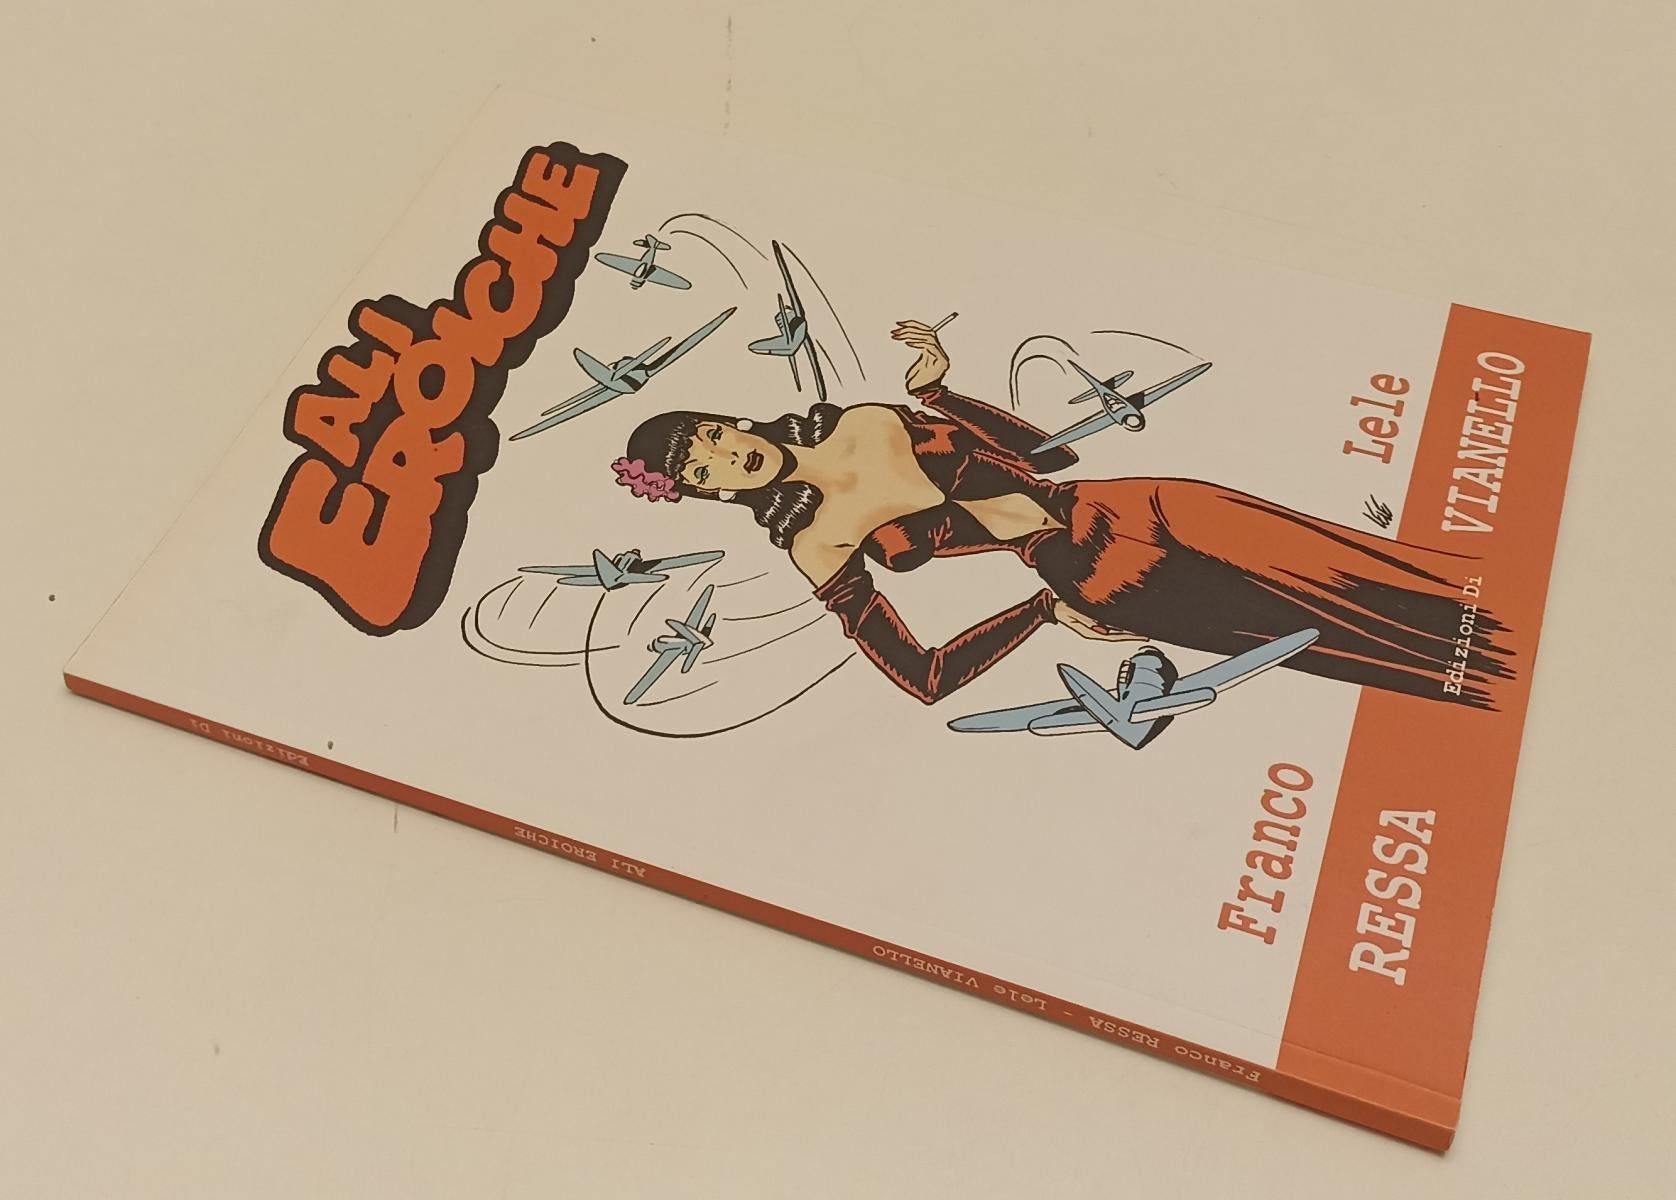 ALI
EROICHE
Franco
RESSA
Lele
VIANELLO
Edizioni Di
Franco RESSA - Lele VIANELLO
ALI EROICHE
Edizioni Di